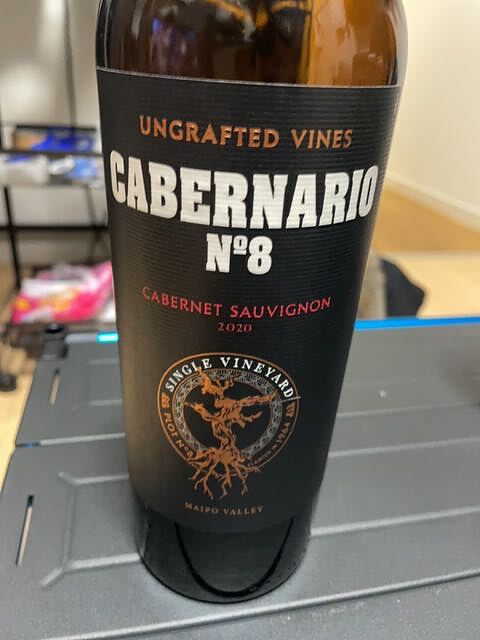 UNGRAFTED VINES
CABERNARIO
Nº8
CABERNET SAUVIGNON
2020
SINGLE VINEYARD
MAIPO VALLEY